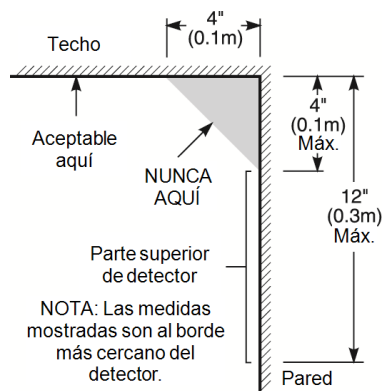 4"
(0.1m)
Techo
Aceptable
aquí
NUNCA
AQUÍ
4"
(0.1m)
Máx.
12"
(0.3m)
Máx.
Parte superior
de detector
NOTA: Las medidas
mostradas son al borde
más cercano del
detector.
Pared